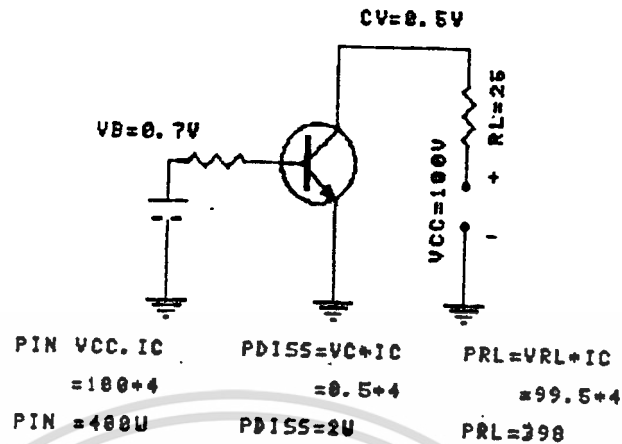 CV=0.5V
VB=0.7V
RL=25
VCC=100V
+
-
PIN VCC.IC
=100*4
PIN =400W
PDISS=VC*IC
=0.5*4
PDISS=2W
PRL=VRL*IC
=99.5*4
PRL=398